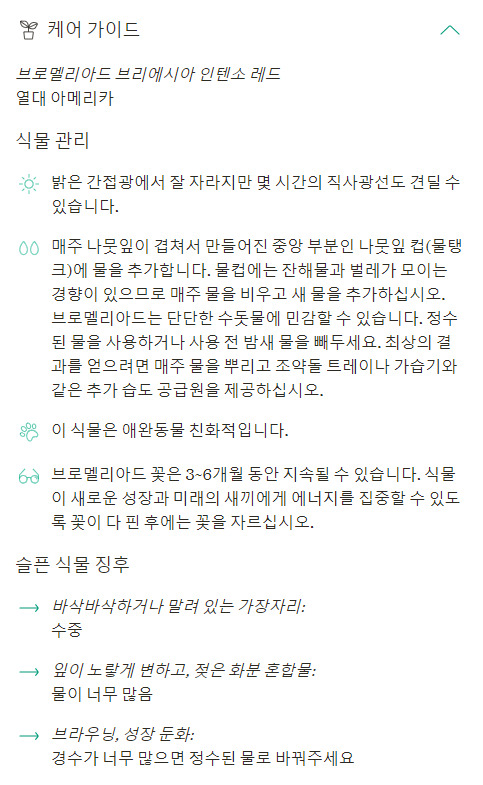 케어 가이드
브로멜리아드 브리에시아 인텐소 레드
열대 아메리카
식물 관리
밝은 간접광에서 잘 자라지만 몇 시간의 직사광선도 견딜 수
있습니다.
매주 나뭇잎이 겹쳐서 만들어진 중앙 부분인 나뭇잎 컵(물탱
크)에 물을 추가합니다. 물컵에는 잔해물과 벌레가 모이는
경향이 있으므로 매주 물을 비우고 새 물을 추가하십시오.
브로멜리아드는 단단한 수돗물에 민감할 수 있습니다. 정수
된 물을 사용하거나 사용 전 밤새 물을 빼두세요. 최상의 결
과를 얻으려면 매주 물을 뿌리고 조약돌 트레이나 가습기와
같은 추가 습도 공급원을 제공하십시오.
이 식물은 애완동물 친화적입니다.
브로멜리아드 꽃은 3~6개월 동안 지속될 수 있습니다. 식물
이 새로운 성장과 미래의 새끼에게 에너지를 집중할 수 있도
록 꽃이 다 핀 후에는 꽃을 자르십시오.
슬픈 식물 징후
바삭바삭하거나 말려 있는 가장자리:
수중
잎이 노랗게 변하고, 젖은 화분 혼합물:
물이 너무 많음
브라우닝, 성장 둔화:
경수가 너무 많으면 정수된 물로 바꿔주세요